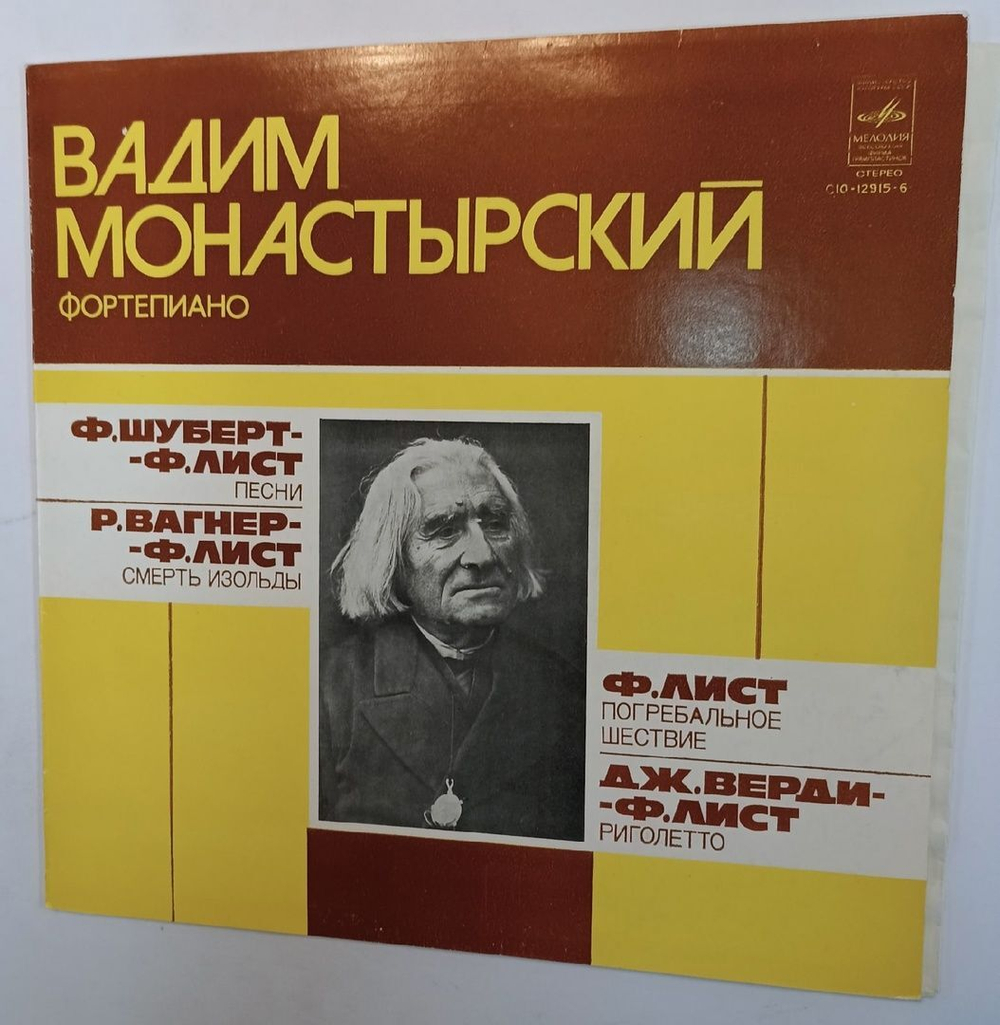 ВАДИМ
МОНАСТЫРСКИЙ
ФОРТЕПИАНО
МЕЛОДИЯ
СТЕРЕО
С10-12915-6
Ф.ШУБЕРТ-
-Ф.ЛИСТ
ПЕСНИ
Р.ВАГНЕР-
-Ф.ЛИСТ
СМЕРТЬ ИЗОЛЬДЫ
Ф.ЛИСТ
ПОГРЕБАЛЬНОЕ
ШЕСТВИЕ
ДЖ.ВЕРДИ-
-Ф.ЛИСТ
РИГОЛЕТТО